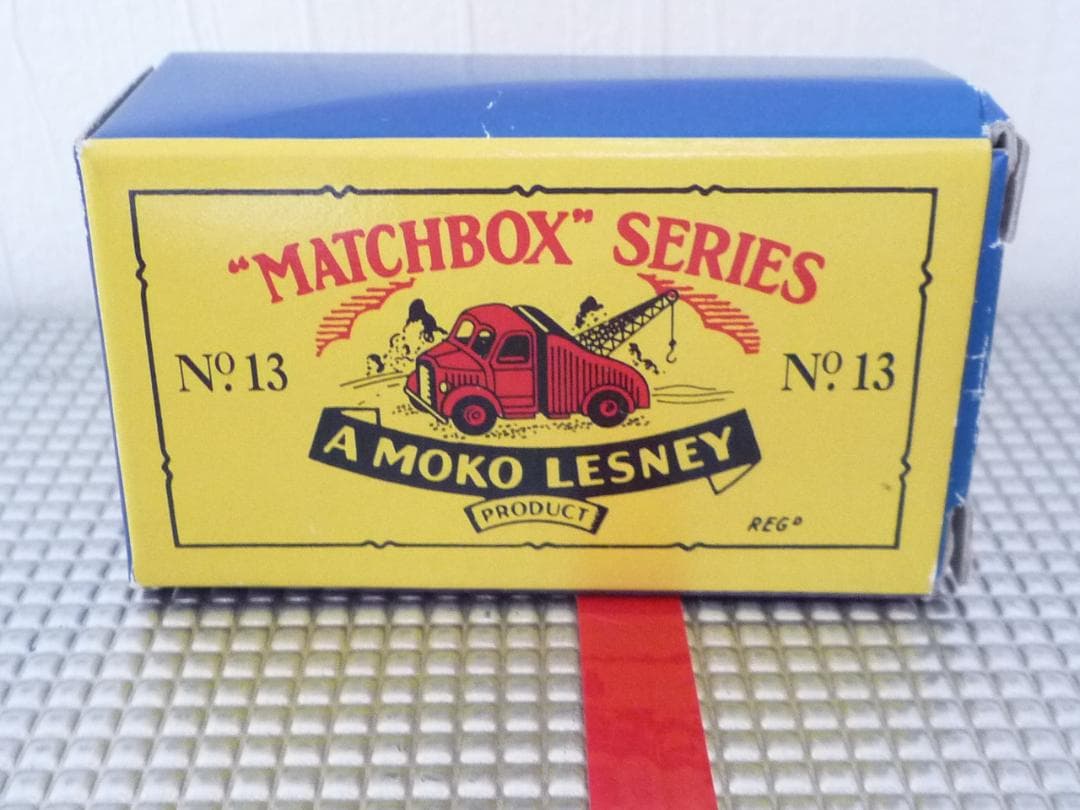 "MATCHBOX" SERIES
Nº. 13 Nº. 13
A MOKO LESNEY
PRODUCT
REGᴰ